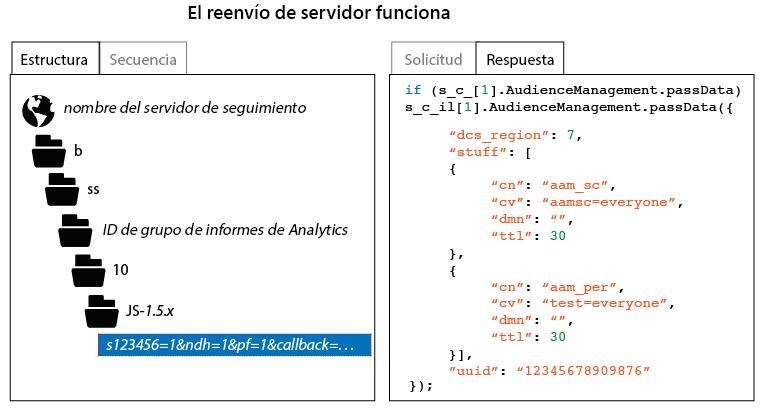 El reenvío de servidor funciona
Estructura
Secuencia
nombre del servidor de seguimiento
b
ss
ID de grupo de informes de Analytics
10
JS-1.5.x
s123456=1&ndh=1&pf=1&callback=…
Solicitud
Respuesta
if (s_c_[1].AudienceManagement.passData)
s_c_il[1].AudienceManagement.passData({
“dcs_region”: 7,
“stuff”: [
{
“cn”: “aam_sc”,
“cv”: “aamsc=everyone”,
“dmn”: “”,
“ttl”: 30
},
{
“cn”: “aam_per”,
“cv”: “test=everyone”,
“dmn”: “”,
“ttl”: 30
}],
”uuid”: “12345678909876”
});